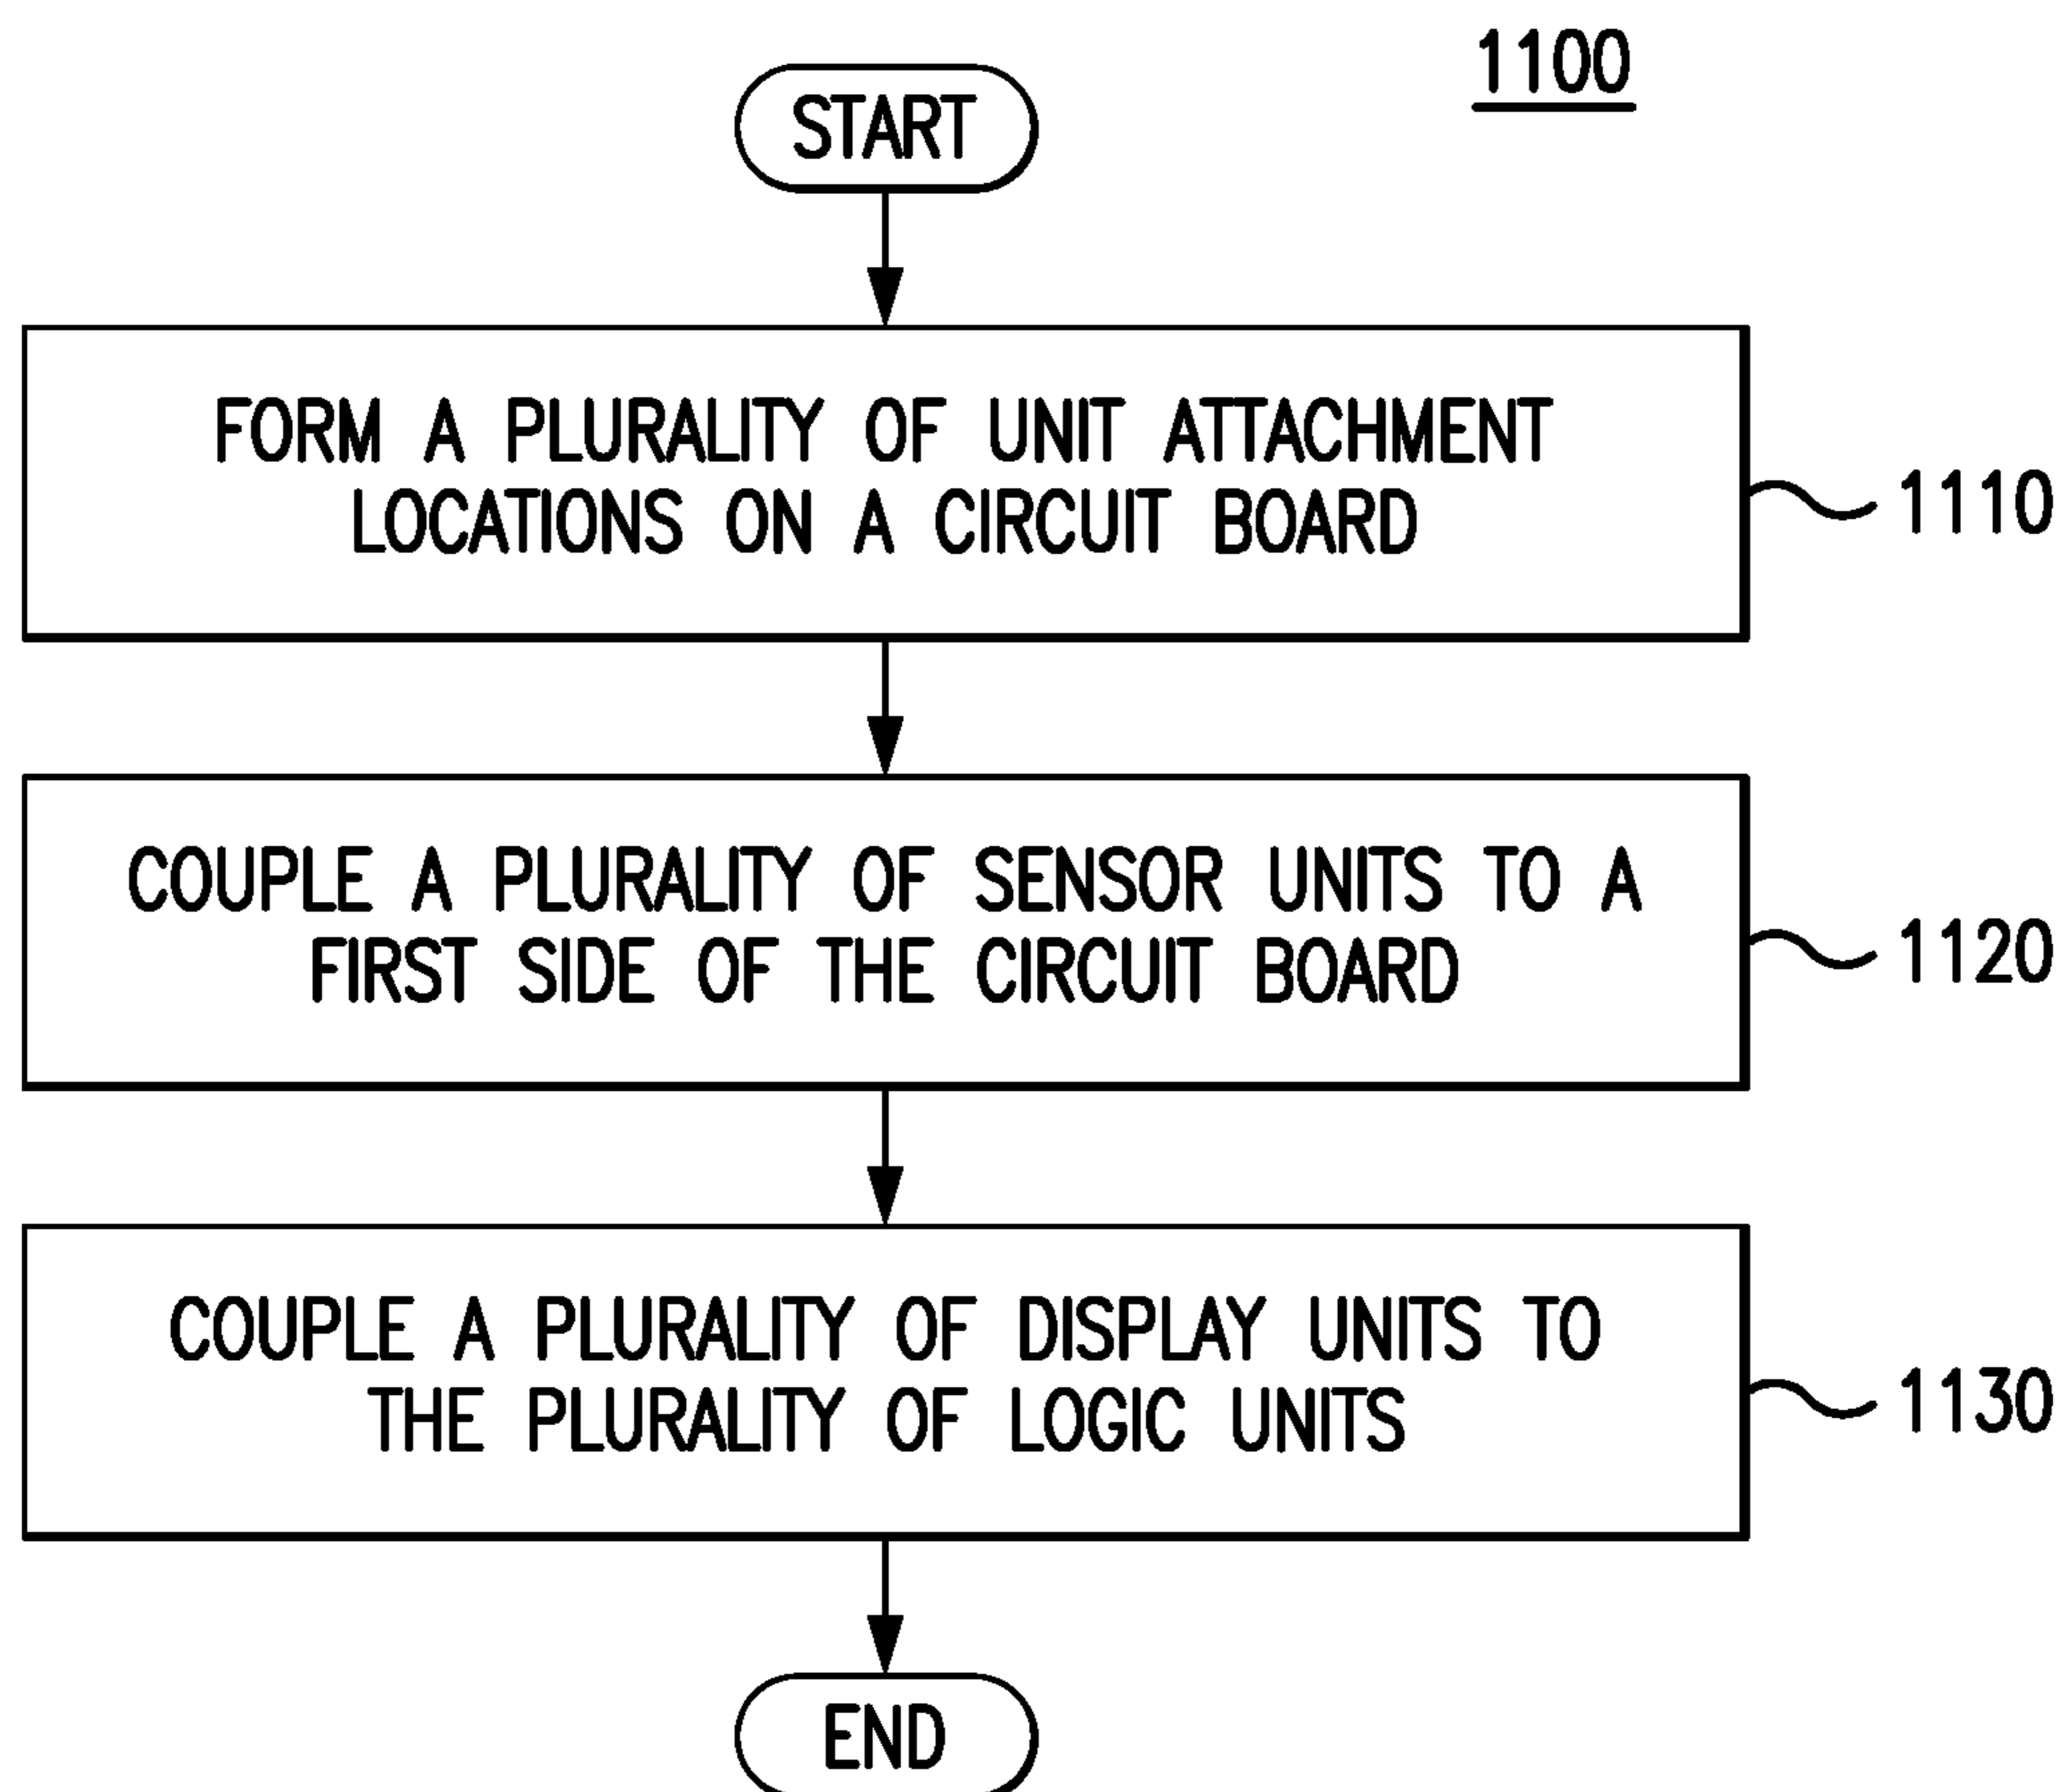 1100
START
FORM A PLURALITY OF UNIT ATTACHMENT
LOCATIONS ON A CIRCUIT BOARD
1110
COUPLE A PLURALITY OF SENSOR UNITS TO A
FIRST SIDE OF THE CIRCUIT BOARD
1120
COUPLE A PLURALITY OF DISPLAY UNITS TO
THE PLURALITY OF LOGIC UNITS
1130
END